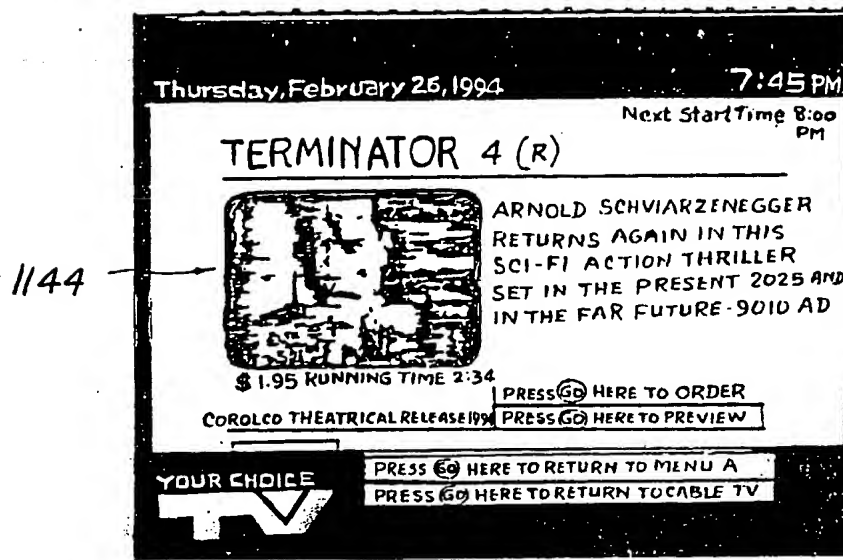 Thursday, February 26, 1994
7:45 PM
Next Start Time 8:00
PM
TERMINATOR 4 (R)
1144
ARNOLD SCHVIARZENEGGER
RETURNS AGAIN IN THIS
SCI-FI ACTION THRILLER
SET IN THE PRESENT 2025 AND
IN THE FAR FUTURE-9010 AD
$1.95 RUNNING TIME 2:34
COROLCO THEATRICAL RELEASE
PRESS GO HERE TO ORDER
PRESS GO HERE TO PREVIEW
YOUR CHOICE
TV
PRESS GO HERE TO RETURN TO MENU A
PRESS GO HERE TO RETURN TO CABLE TV